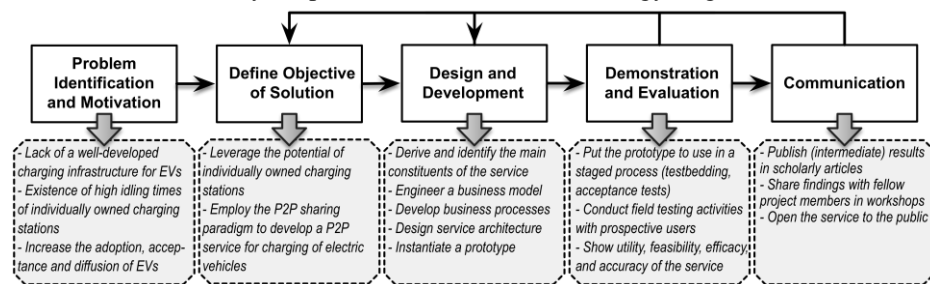 Problem
Identification
and Motivation
Define Objective
of Solution
Design and
Development
Demonstration
and Evaluation
Communication
- Lack of a well-developed
charging infrastructure for EVs
- Existence of high idling times
of individually owned charging
stations
- Increase the adoption, accep-
tance and diffusion of EVs
- Leverage the potential of
individually owned charging
stations
- Employ the P2P sharing
paradigm to develop a P2P
service for charging of electric
vehicles
- Derive and identify the main
constituents of the service
- Engineer a business model
- Develop business processes
- Design service architecture
- Instantiate a prototype
- Put the prototype to use in a
staged process (testbedding,
acceptance tests)
- Conduct field testing activities
with prospective users
- Show utility, feasibility, efficacy,
and accuracy of the service
- Publish (intermediate) results
in scholarly articles
- Share findings with fellow
project members in workshops
- Open the service to the public